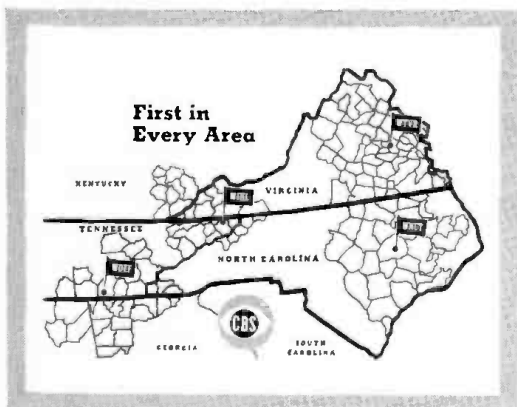 First in
Every Area
KENTUCKY
VIRGINIA
TENNESSEE
NORTH CAROLINA
CBS
GEORGIA
SOUTH
CAROLINA